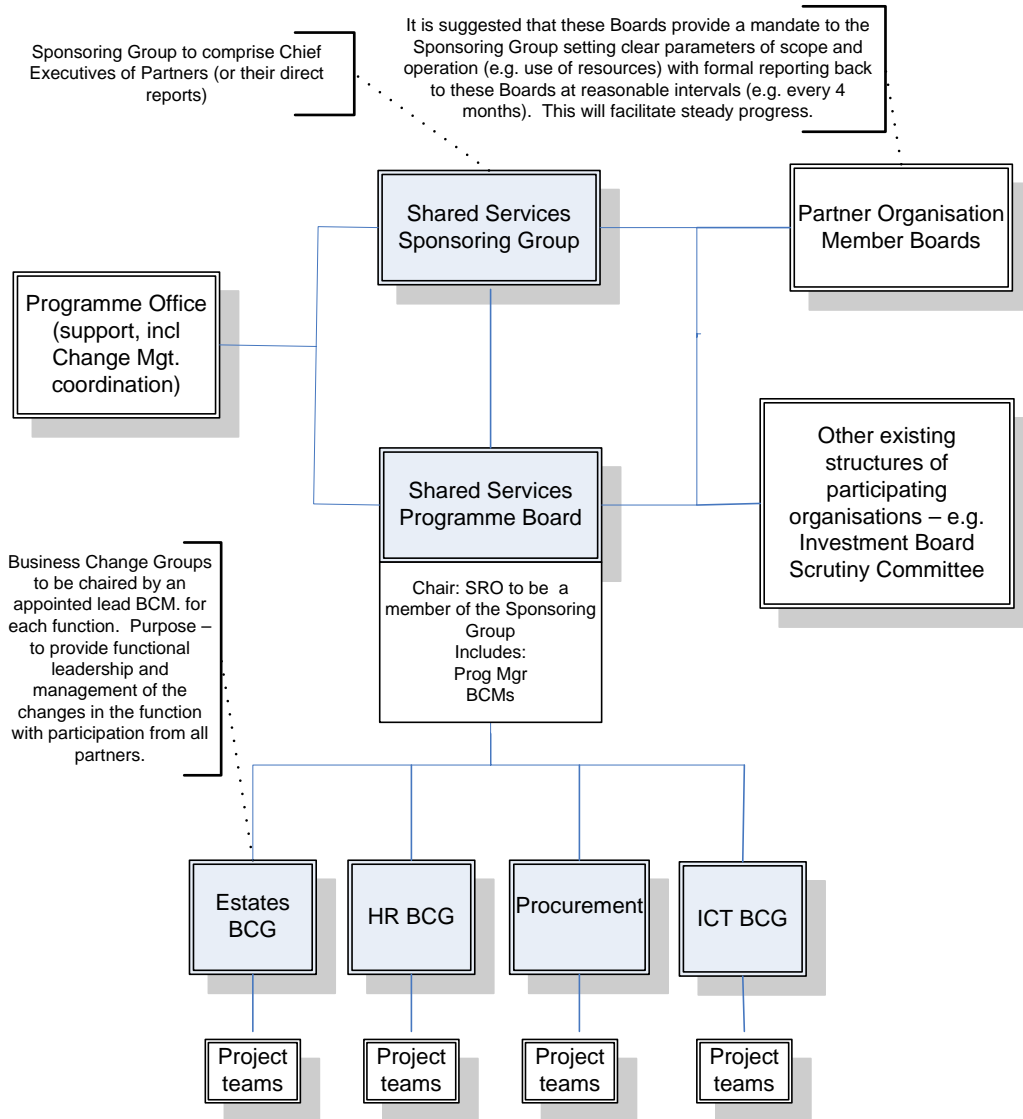 Sponsoring Group to comprise Chief
Executives of Partners (or their direct
reports)
It is suggested that these Boards provide a mandate to the
Sponsoring Group setting clear parameters of scope and
operation (e.g. use of resources) with formal reporting back
to these Boards at reasonable intervals (e.g. every 4
months).  This will facilitate steady progress.
Shared Services
Sponsoring Group
Partner Organisation
Member Boards
Programme Office
(support, incl
Change Mgt.
coordination)
Shared Services
Programme Board
Other existing
structures of
participating
organisations – e.g.
Investment Board
Scrutiny Committee
Business Change Groups
to be chaired by an
appointed lead BCM. for
each function.  Purpose –
to provide functional
leadership and
management of the
changes in the function
with participation from all
partners.
Chair: SRO to be  a
member of the Sponsoring
Group
Includes:
Prog Mgr
BCMs
Estates
BCG
HR BCG
Procurement
ICT BCG
Project
teams
Project
teams
Project
teams
Project
teams